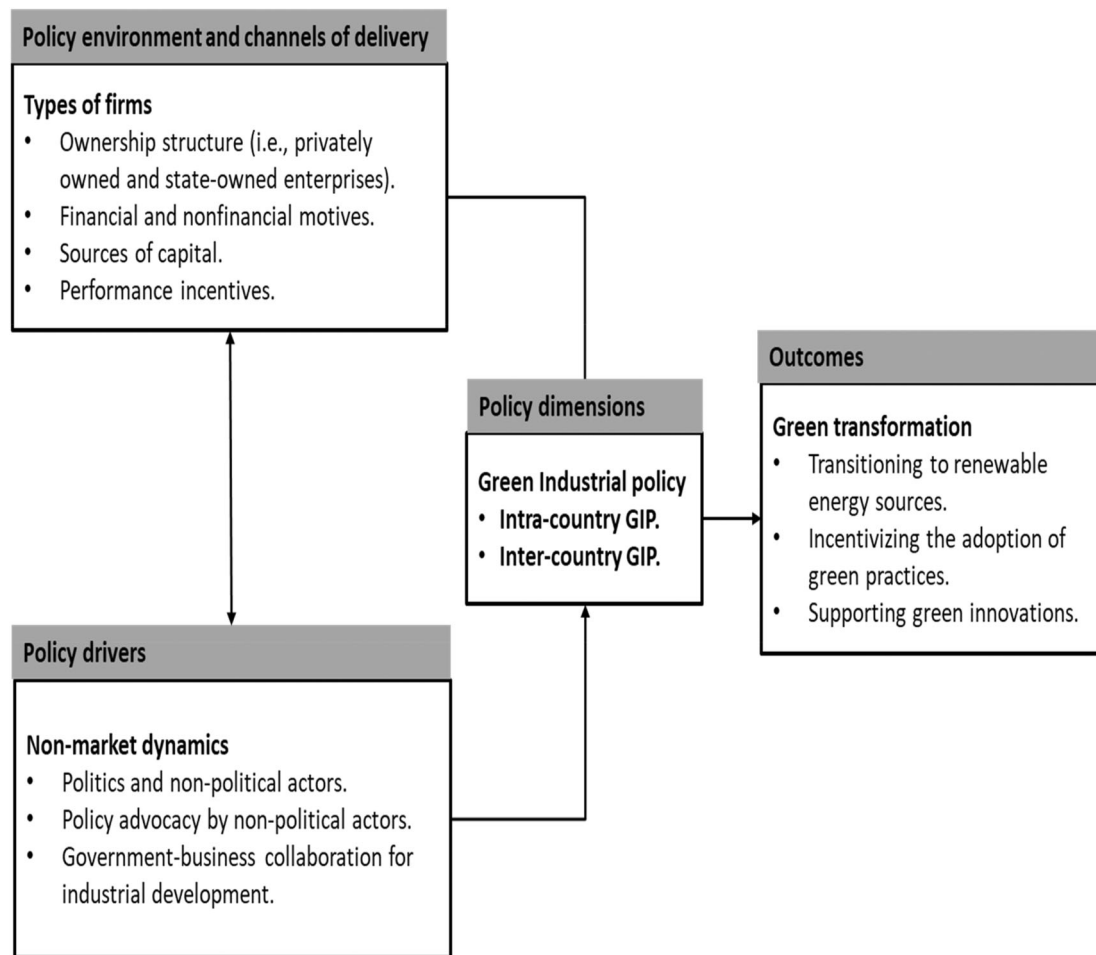 Policy environment and channels of delivery
Types of firms
• Ownership structure (i.e., privately
owned and state-owned enterprises).
• Financial and nonfinancial motives.
• Sources of capital.
• Performance incentives.
Policy drivers
Non-market dynamics
• Politics and non-political actors.
• Policy advocacy by non-political actors.
• Government-business collaboration for
industrial development.
Policy dimensions
Green Industrial policy
• Intra-country GIP.
• Inter-country GIP.
Outcomes
Green transformation
• Transitioning to renewable
energy sources.
• Incentivizing the adoption of
green practices.
• Supporting green innovations.